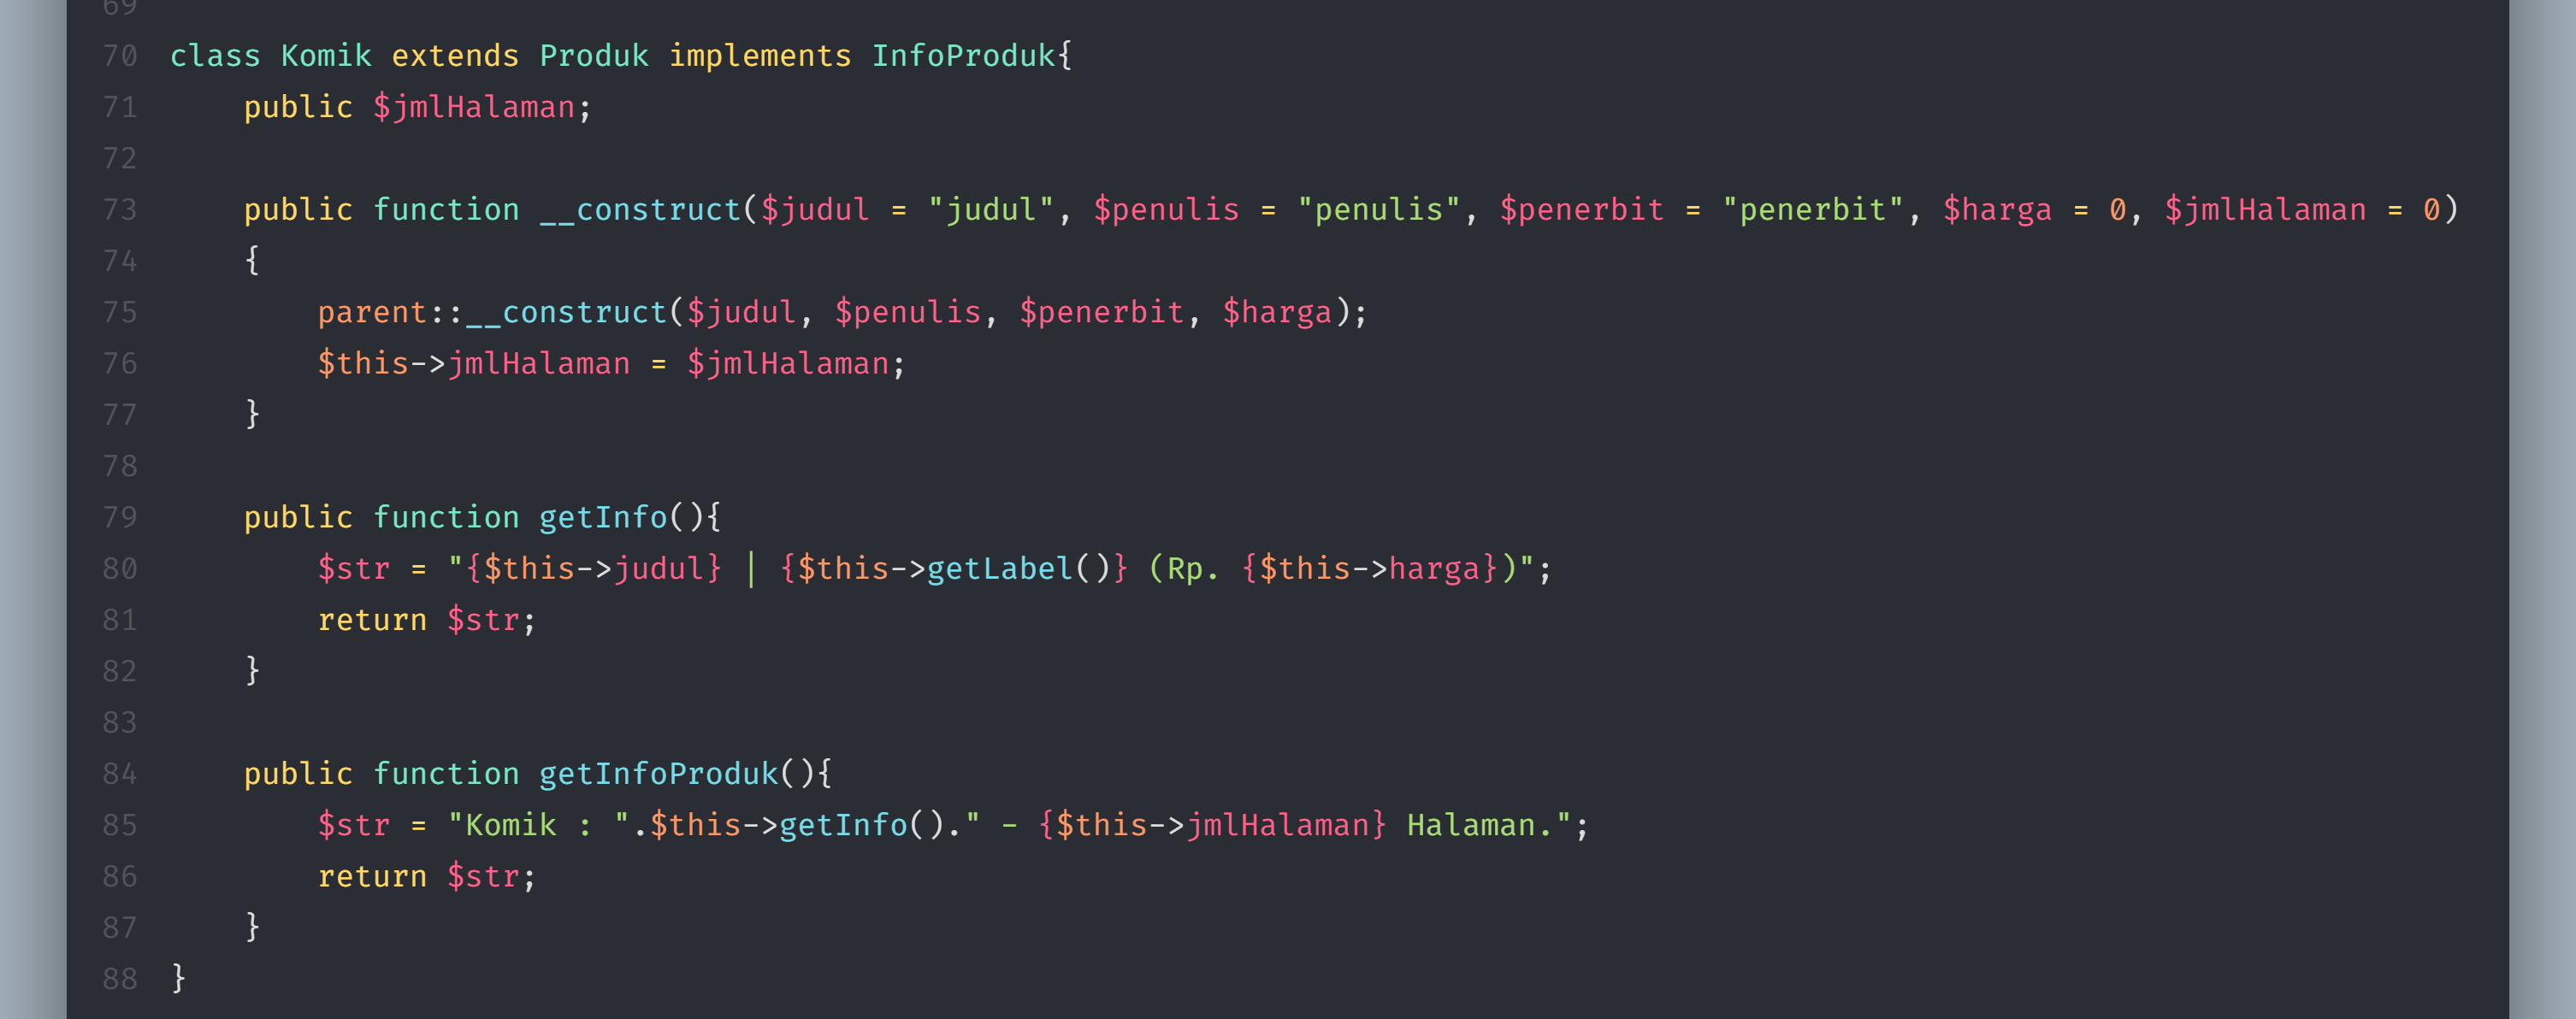 69
70 class Komik extends Produk implements InfoProduk{
71     public $jmlHalaman;
72
73     public function __construct($judul = "judul", $penulis = "penulis", $penerbit = "penerbit", $harga = 0, $jmlHalaman = 0)
74     {
75         parent::__construct($judul, $penulis, $penerbit, $harga);
76         $this->jmlHalaman = $jmlHalaman;
77     }
78
79     public function getInfo(){
80         $str = "{$this->judul} | {$this->getLabel()} (Rp. {$this->harga})";
81         return $str;
82     }
83
84     public function getInfoProduk(){
85         $str = "Komik : ".$this->getInfo()." - {$this->jmlHalaman} Halaman.";
86         return $str;
87     }
88 }